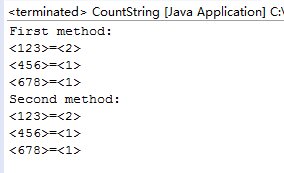 <terminated> CountString [Java Application] C:\
First method:
<123>=<2>
<456>=<1>
<678>=<1>
Second method:
<123>=<2>
<456>=<1>
<678>=<1>